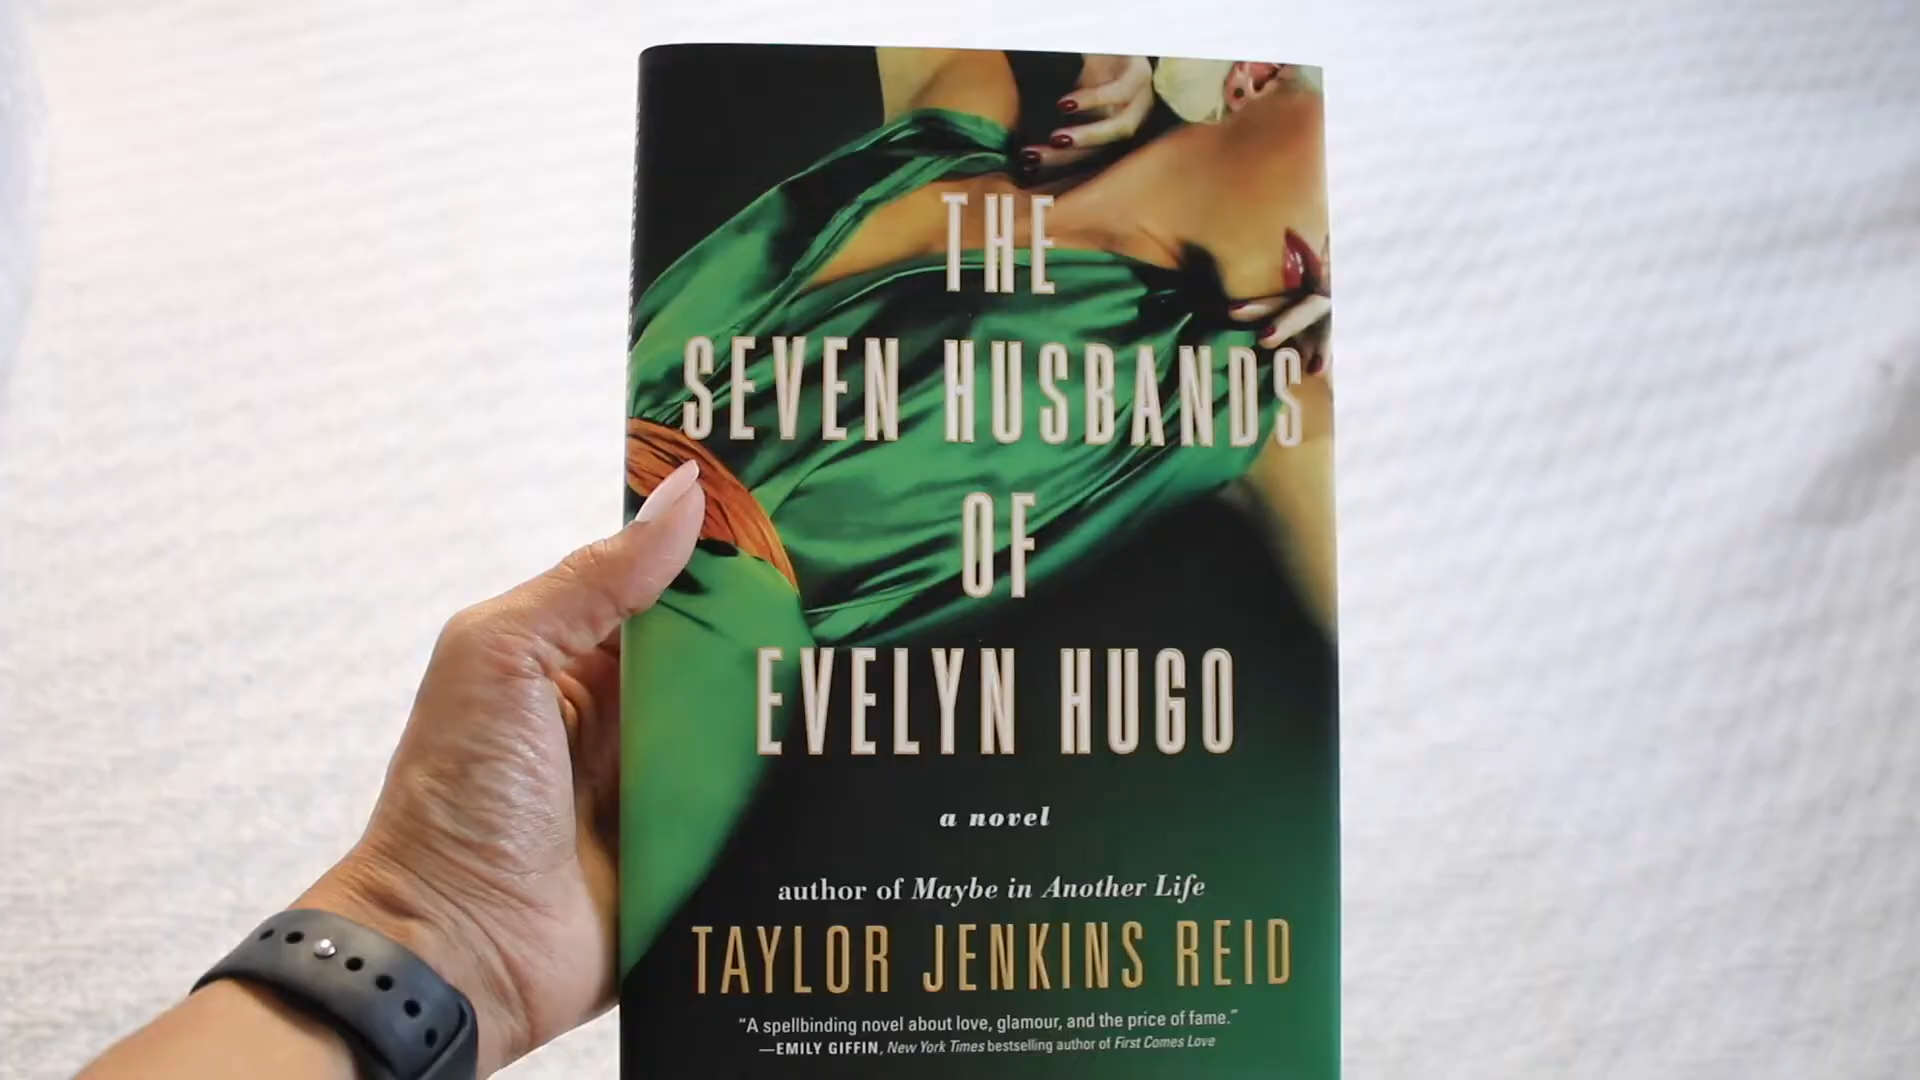 THE
SEVEN HUSBANDS
OF
EVELYN HUGO
a novel
author of Maybe in Another Life
TAYLOR JENKINS REID
“A spellbinding novel about love, glamour, and the price of fame.”
—EMILY GIFFIN, New York Times bestselling author of First Comes Love